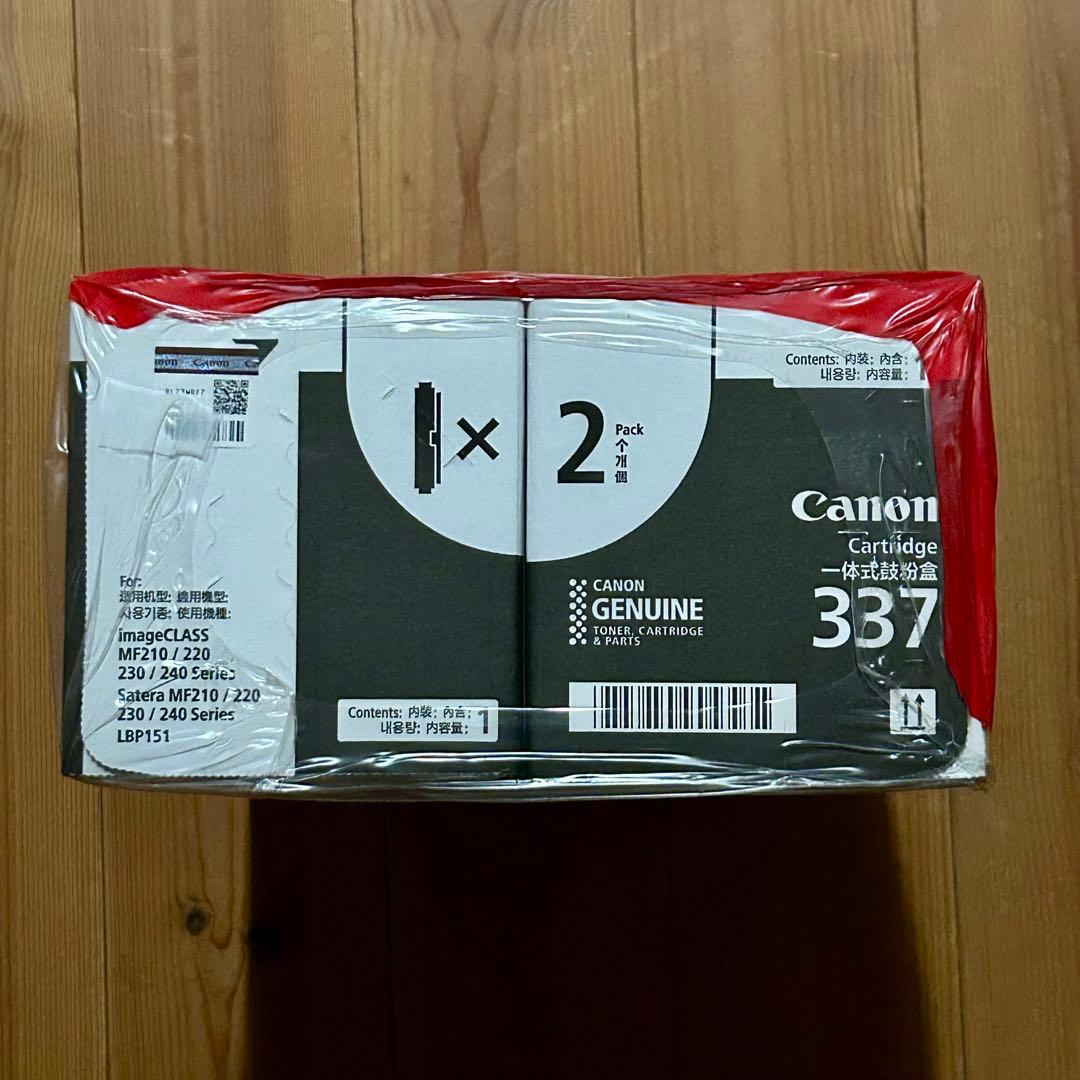 Canon
For:
适用机型: 適用機型:
사용기종: 使用機種:
imageCLASS
MF210 / 220
230 / 240 Series
Satera MF210 / 220
230 / 240 Series
LBP151
×
2
Pack
个
개
個
Contents: 内装: 內含: 1
내용량: 内容量:
Contents: 内装: 內含:
내용량: 内容量:
Canon
Cartridge
一体式鼓粉盒
337
CANON
GENUINE
TONER, CARTRIDGE
& PARTS